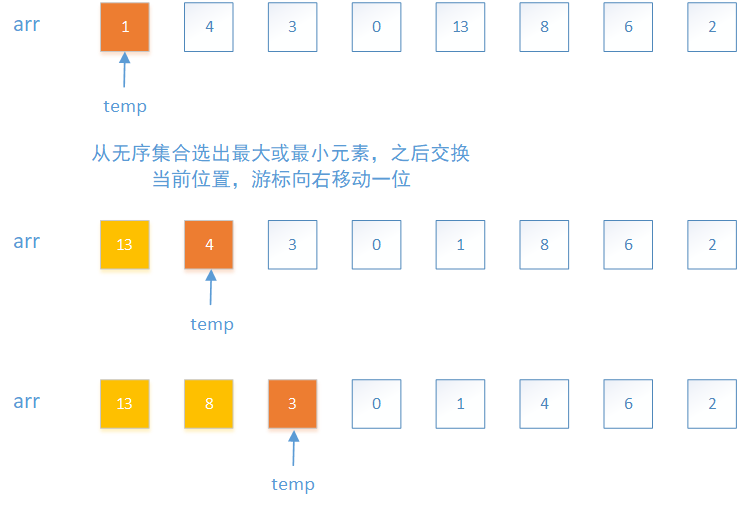 arr 1 4 3 0 13 8 6 2
temp
从无序集合选出最大或最小元素，之后交换
当前位置，游标向右移动一位
arr 13 4 3 0 1 8 6 2
temp
arr 13 8 3 0 1 4 6 2
temp